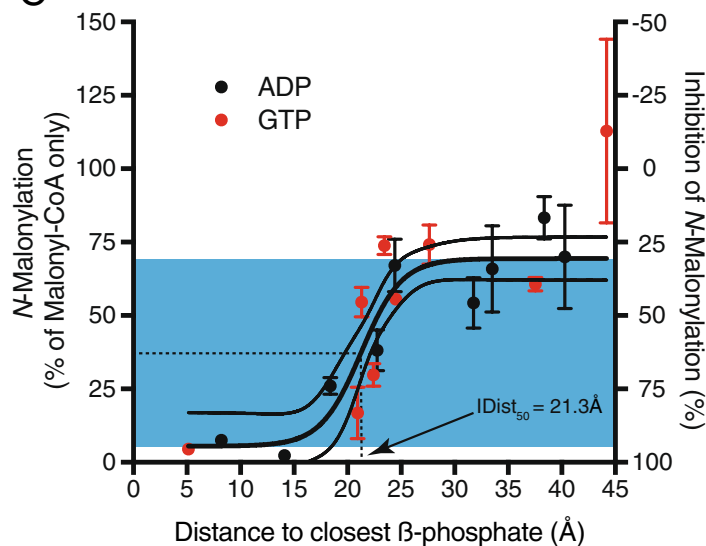 150
125
100
75
50
25
0
-50
-25
0
25
50
75
100
N-Malonylation
(% of Malonyl-CoA only)
Inhibition of N-Malonylation (%)
ADP
GTP
IDist50 = 21.3Å
0 5 10 15 20 25 30 35 40 45
Distance to closest ß-phosphate (Å)